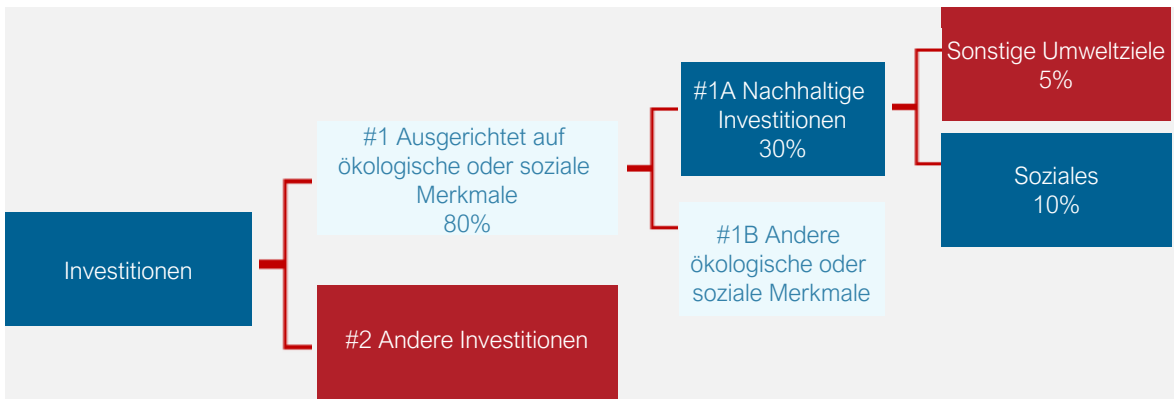 Investitionen
#1 Ausgerichtet auf
ökologische oder soziale
Merkmale
80%
#2 Andere Investitionen
#1A Nachhaltige
Investitionen
30%
#1B Andere
ökologische oder
soziale Merkmale
Sonstige Umweltziele
5%
Soziales
10%